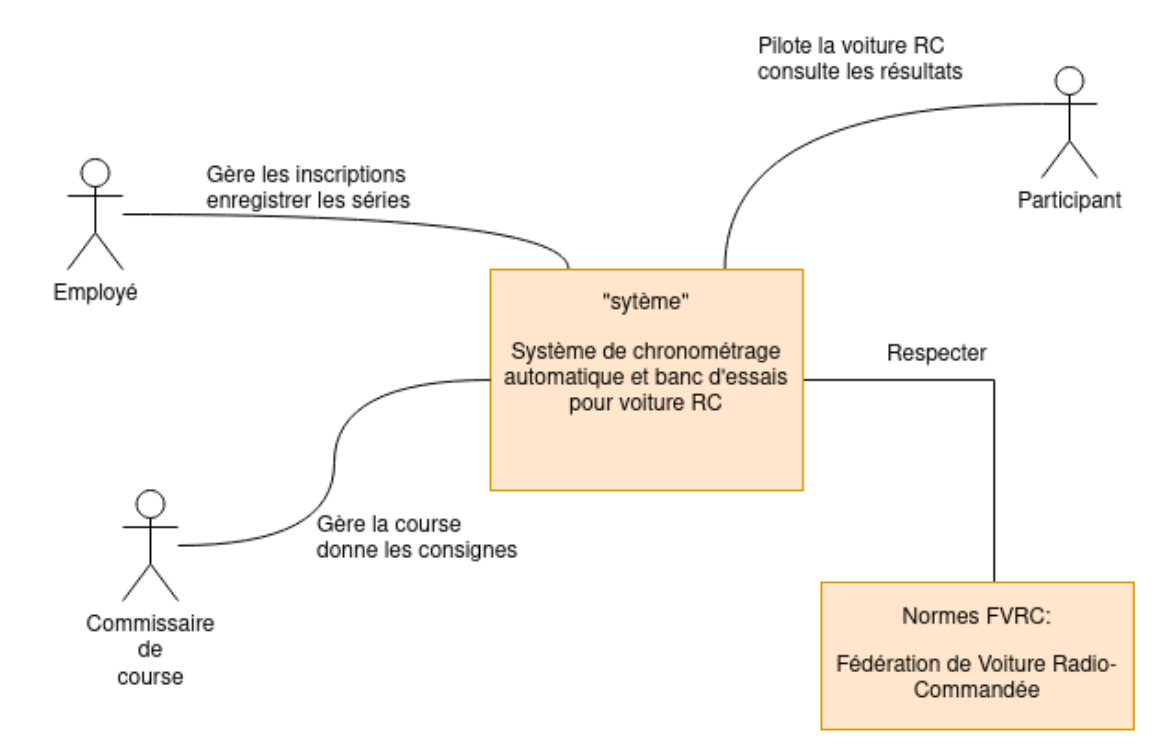 Pilote la voiture RC
consulte les résultats
Participant
Gère les inscriptions
enregistrer les séries
Employé
"sytème"
Système de chronométrage
automatique et banc d'essais
pour voiture RC
Respecter
Gère la course
donne les consignes
Commissaire
de
course
Normes FVRC:
Fédération de Voiture Radio-
Commandée